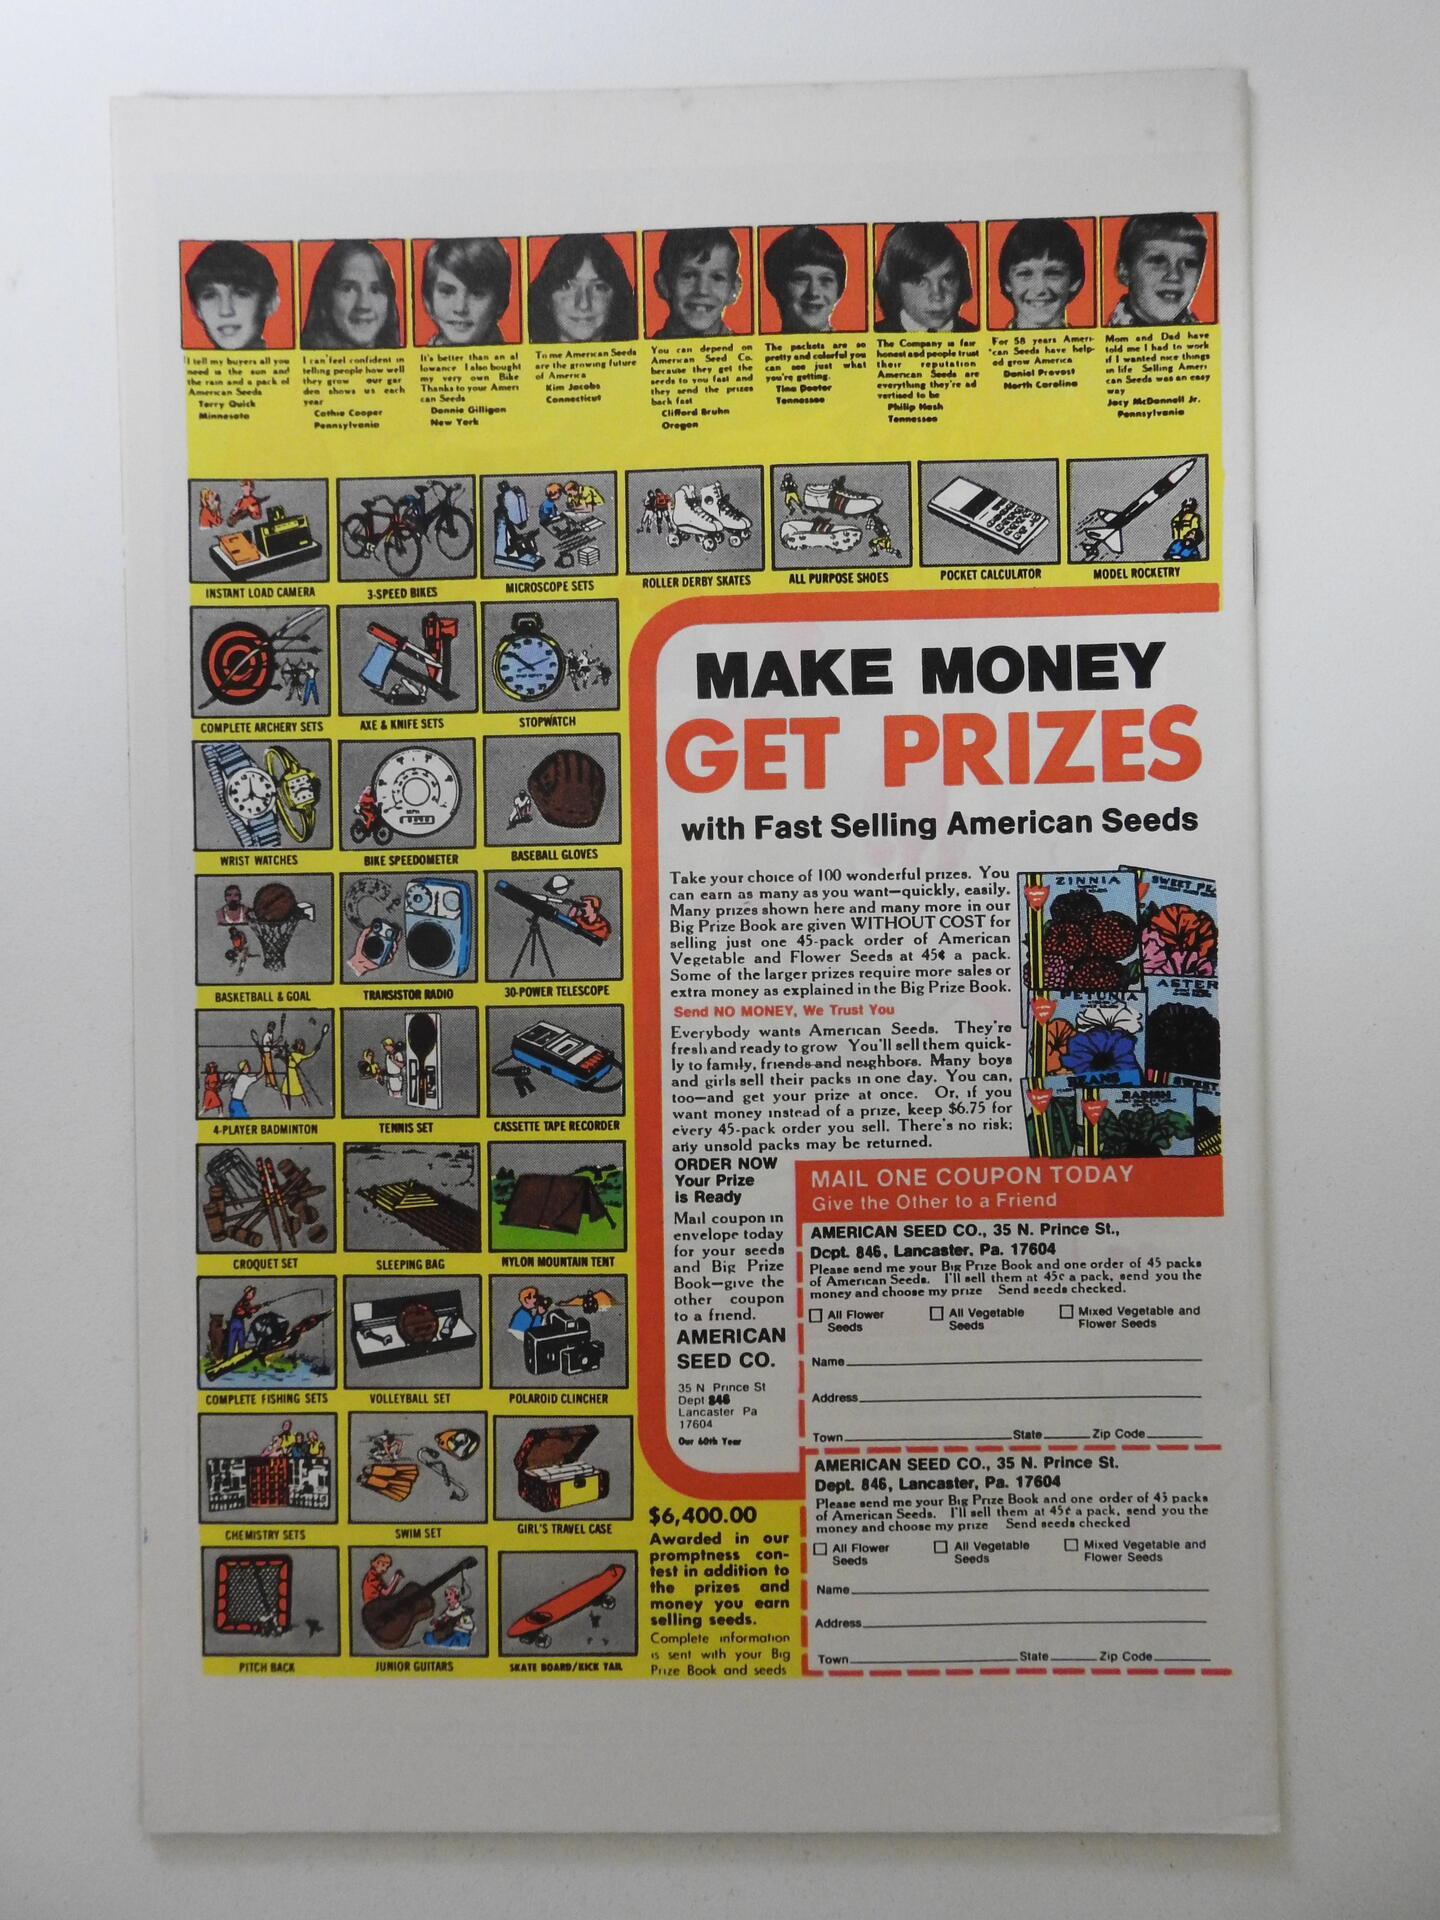 I tell my buyers all you
need is the sun and
the rain and a pack of
American Seeds
Terry Quick
Minnesota
I can feel confident in
telling people how well
they grow our gar
den shows us each
year
Cathie Cooper
Pennsylvania
It's better than an al
lowance I also bought
my very own Bike
Thanks to your Ameri
can Seeds
Donnie Gilligan
New York
To me American Seeds
are the growing future
of America
Kim Jacobs
Connecticut
You can depend on
American Seed Co.
because they get the
seeds to you fast and
they send the prizes
back fast
Clifford Bruhn
Oregon
The packets are so
pretty and colorful you
can see just what
you're getting.
Tina Deeter
Tennessee
The Company is fair
honest and people trust
their reputation
American Seeds are
everything they're ad
vertised to be
Philip Hash
Tennessee
For 58 years Ameri-
can Seeds have help-
ed grow America
Daniel Provost
North Carolina
Mom and Dad have
told me I had to work
if I wanted nice things
in life Selling Ameri
can Seeds was an easy
way
Jacy McDonnell Jr.
Pennsylvania
INSTANT LOAD CAMERA
3-SPEED BIKES
MICROSCOPE SETS
ROLLER DERBY SKATES
ALL PURPOSE SHOES
POCKET CALCULATOR
MODEL ROCKETRY
COMPLETE ARCHERY SETS
AXE & KNIFE SETS
STOPWATCH
WRIST WATCHES
MPH
BIKE SPEEDOMETER
BASEBALL GLOVES
BASKETBALL & GOAL
TRANSISTOR RADIO
30-POWER TELESCOPE
4-PLAYER BADMINTON
TENNIS SET
CASSETTE TAPE RECORDER
CROQUET SET
SLEEPING BAG
NYLON MOUNTAIN TENT
COMPLETE FISHING SETS
VOLLEYBALL SET
POLAROID CLINCHER
CHEMISTRY SETS
SWIM SET
GIRL'S TRAVEL CASE
PITCH BACK
JUNIOR GUITARS
SKATE BOARD/KICK TAIL
MAKE MONEY
GET PRIZES
with Fast Selling American Seeds
Take your choice of 100 wonderful prizes. You
can earn as many as you want—quickly, easily.
Many prizes shown here and many more in our
Big Prize Book are given WITHOUT COST for
selling just one 45-pack order of American
Vegetable and Flower Seeds at 45¢ a pack.
Some of the larger prizes require more sales or
extra money as explained in the Big Prize Book.
Send NO MONEY, We Trust You
Everybody wants American Seeds. They're
fresh and ready to grow You'll sell them quick-
ly to family, friends and neighbors. Many boys
and girls sell their packs in one day. You can,
too—and get your prize at once. Or, if you
want money instead of a prize, keep $6.75 for
every 45-pack order you sell. There's no risk;
any unsold packs may be returned.
ZINNIA
SWEET PE
PETUNIA
ASTER
BEANS
RADISH
SWEET
ORDER NOW
Your Prize
is Ready
Mail coupon in
envelope today
for your seeds
and Big Prize
Book—give the
other coupon
to a friend.
AMERICAN
SEED CO.
35 N Prince St
Dept 846
Lancaster Pa
17604
Our 60th Year
$6,400.00
Awarded in our
promptness con-
test in addition to
the prizes and
money you earn
selling seeds.
Complete information
is sent with your Big
Prize Book and seeds
MAIL ONE COUPON TODAY
Give the Other to a Friend
AMERICAN SEED CO., 35 N. Prince St.,
Dept. 846, Lancaster, Pa. 17604
Please send me your Big Prize Book and one order of 45 packs
of American Seeds. I'll sell them at 45¢ a pack, send you the
money and choose my prize Send seeds checked.
All Flower Seeds
All Vegetable Seeds
Mixed Vegetable and Flower Seeds
Name
Address
Town State Zip Code
AMERICAN SEED CO., 35 N. Prince St.
Dept. 846, Lancaster, Pa. 17604
Please send me your Big Prize Book and one order of 45 packs
of American Seeds. I'll sell them at 45¢ a pack, send you the
money and choose my prize Send seeds checked
All Flower Seeds
All Vegetable Seeds
Mixed Vegetable and Flower Seeds
Name
Address
Town State Zip Code